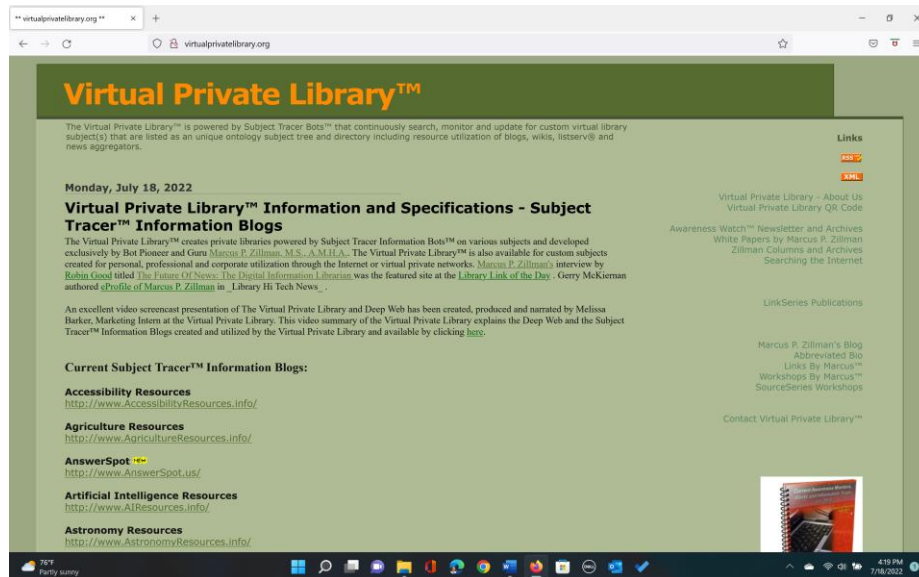 ** virtualprivatelibrary.org **
virtualprivatelibrary.org
Virtual Private Library™
The Virtual Private Library™ is powered by Subject Tracer Bots™ that continuously search, monitor and update for custom virtual library
subject(s) that are listed as an unique ontology subject tree and directory including resource utilization of blogs, wikis, listserv® and
news aggregators.
Monday, July 18, 2022
Virtual Private Library™ Information and Specifications - Subject
Tracer™ Information Blogs
The Virtual Private Library™ creates private libraries powered by Subject Tracer Information Bots™ on various subjects and developed
exclusively by Bot Pioneer and Guru Marcus P. Zillman, M.S., A.M.H.A.. The Virtual Private Library™ is also available for custom subjects
created for personal, professional and corporate utilization through the Internet or virtual private networks. Marcus P. Zillman's interview by
Robin Good titled The Future Of News: The Digital Information Librarian was the featured site at the Library Link of the Day . Gerry McKiernan
authored eProfile of Marcus P. Zillman in _Library Hi Tech News_ .
An excellent video screencast presentation of The Virtual Private Library and Deep Web has been created, produced and narrated by Melissa
Barker, Marketing Intern at the Virtual Private Library. This video summary of the Virtual Private Library explains the Deep Web and the Subject
Tracer™ Information Blogs created and utilized by the Virtual Private Library and available by clicking here.
Current Subject Tracer™ Information Blogs:
Accessibility Resources
http://www.AccessibilityResources.info/
Agriculture Resources
http://www.AgricultureResources.info/
AnswerSpot NEW
http://www.AnswerSpot.us/
Artificial Intelligence Resources
http://www.AIResources.info/
Astronomy Resources
http://www.AstronomyResources.info/
Links
RSS
XML
Virtual Private Library - About Us
Virtual Private Library QR Code
Awareness Watch™ Newsletter and Archives
White Papers by Marcus P. Zillman
Zillman Columns and Archives
Searching the Internet
LinkSeries Publications
Marcus P. Zillman's Blog
Abbreviated Bio
Links By Marcus™
Workshops By Marcus™
SourceSeries Workshops
Contact Virtual Private Library™
76°F
Partly sunny
4:19 PM
7/18/2022